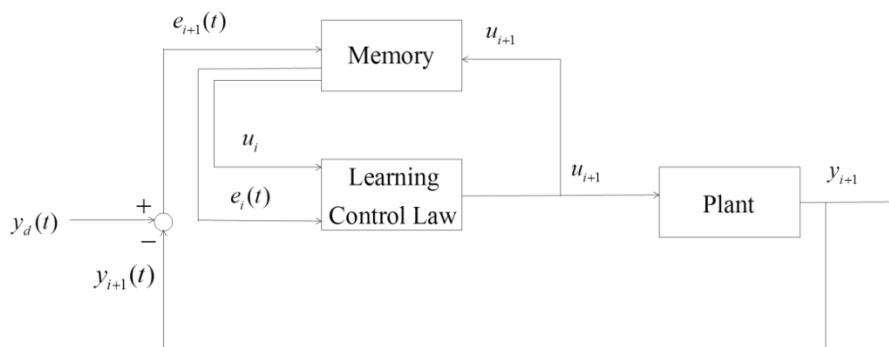 e_{i+1}(t)
Memory
u_{i+1}
u_i
Learning
Control Law
e_i(t)
u_{i+1}
Plant
y_{i+1}
y_d(t)
+
−
y_{i+1}(t)